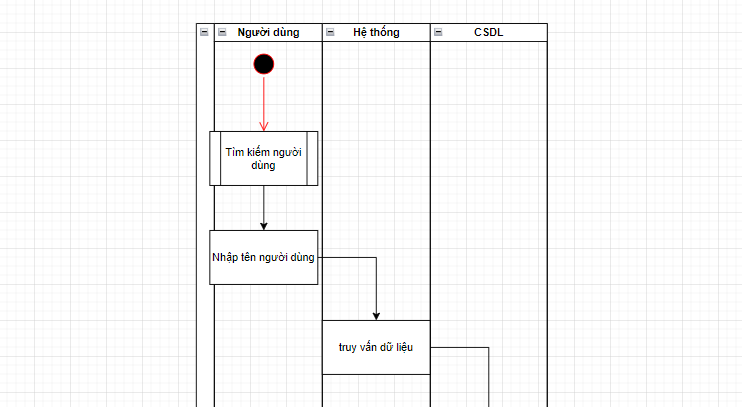 Người dùng
Hệ thống
CSDL
Tìm kiếm người
dùng
Nhập tên người dùng
truy vấn dữ liệu